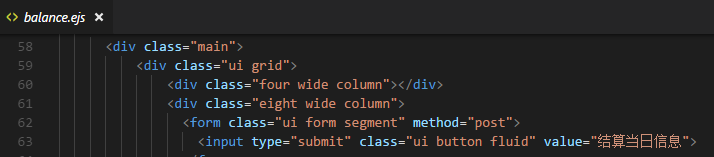 balance.ejs
58 <div class="main">
59 <div class="ui grid">
60 <div class="four wide column"></div>
61 <div class="eight wide column">
62 <form class="ui form segment" method="post">
63 <input type="submit" class="ui button fluid" value="结算当日信息">